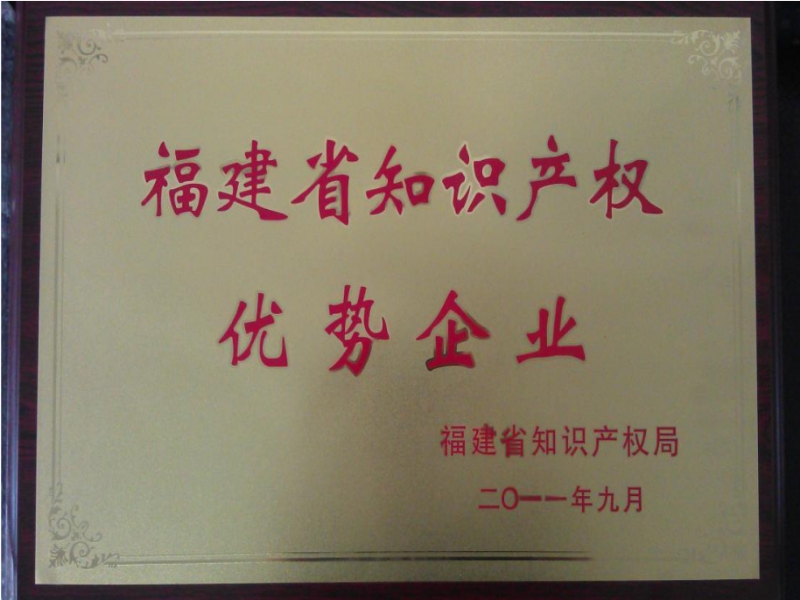 福建省知识产权
优势企业
福建省知识产权局
二〇一一年九月